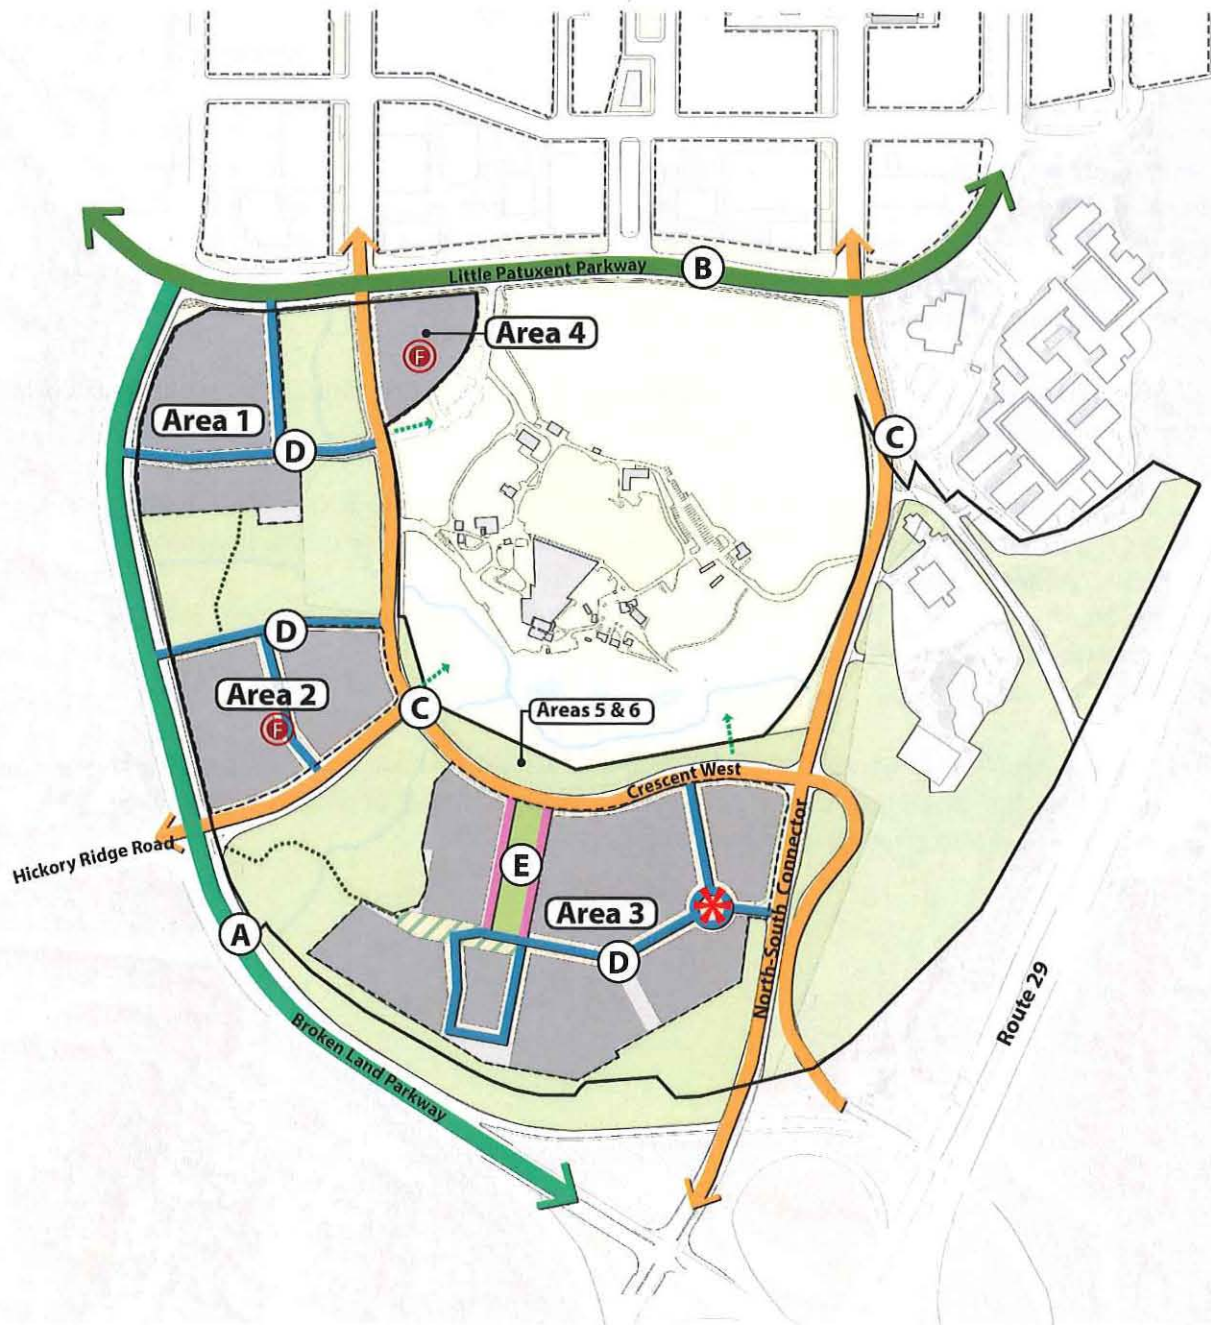 Little Patuxent Parkway
B
Area 4
F
Area 1
C
D
D
Area 2
F
C
Areas 5 & 6
Crescent West
Hickory Ridge Road
E
North-South Connector
Area 3
A
D
Route 29
Broken Land Parkway